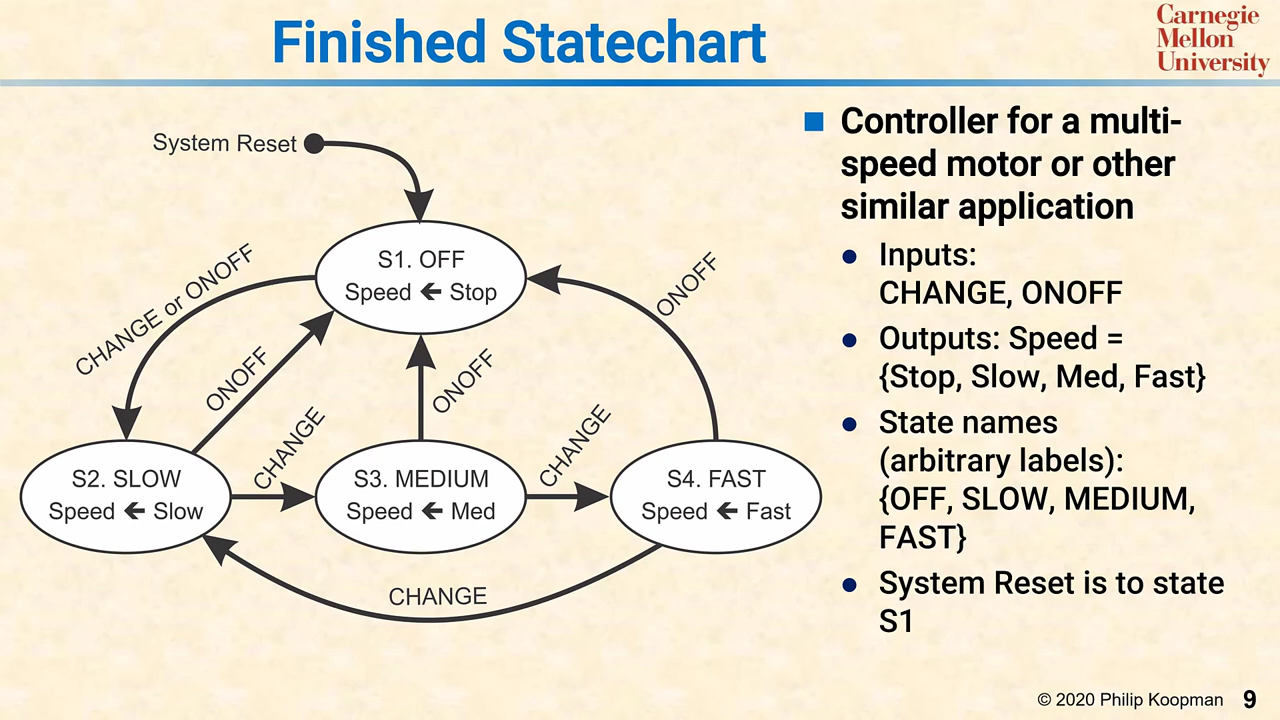 Finished Statechart
Carnegie
Mellon
University
System Reset
S1. OFF
Speed 🡰 Stop
CHANGE or ONOFF
ONOFF
ONOFF
ONOFF
CHANGE
CHANGE
S2. SLOW
Speed 🡰 Slow
S3. MEDIUM
Speed 🡰 Med
S4. FAST
Speed 🡰 Fast
CHANGE
Controller for a multi-
speed motor or other
similar application
Inputs:
CHANGE, ONOFF
Outputs: Speed =
{Stop, Slow, Med, Fast}
State names
(arbitrary labels):
{OFF, SLOW, MEDIUM,
FAST}
System Reset is to state
S1
© 2020 Philip Koopman 9